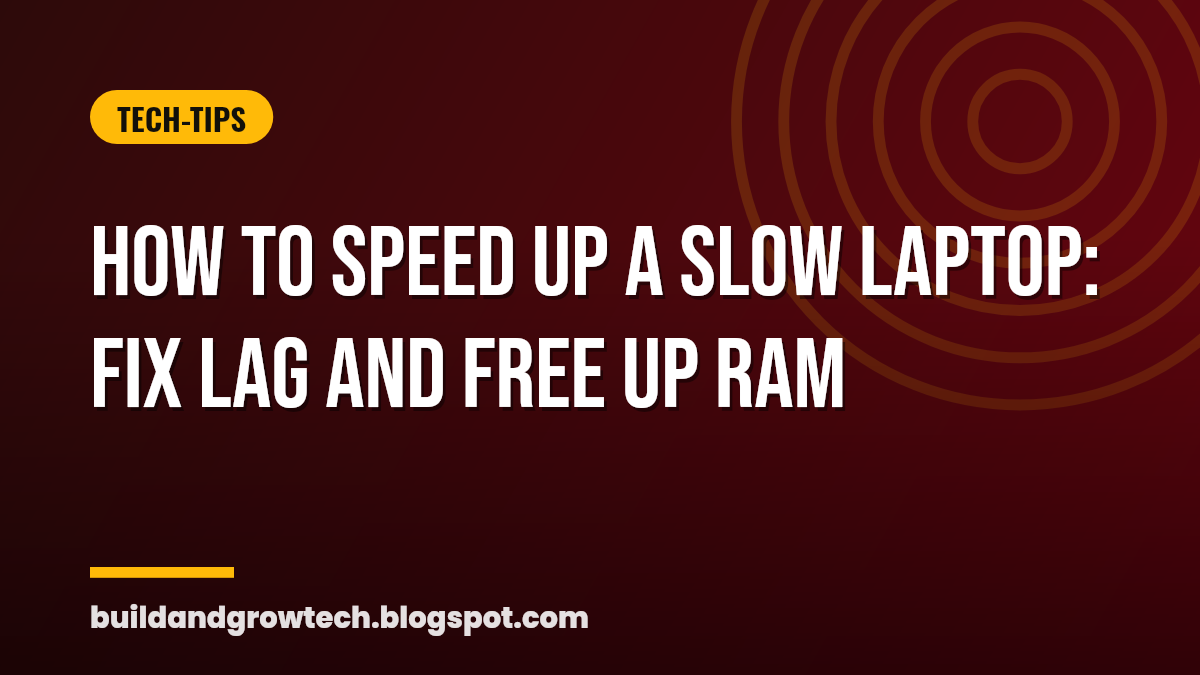 TECH-TIPS
HOW TO SPEED UP A SLOW LAPTOP:
FIX LAG AND FREE UP RAM
buildandgrowtech.blogspot.com